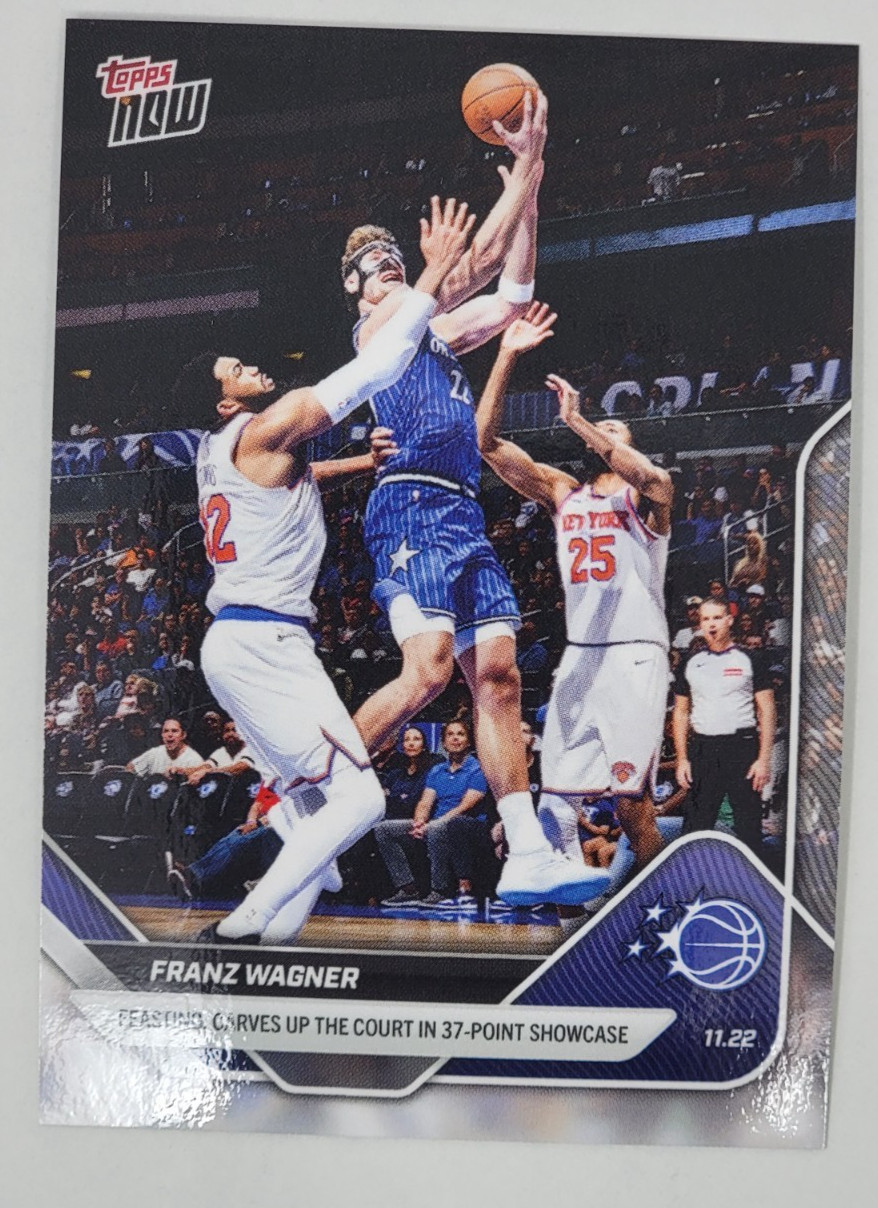 topps
now
22
32
NEW YORK
25
FRANZ WAGNER
FEASTING, CARVES UP THE COURT IN 37-POINT SHOWCASE
11.22